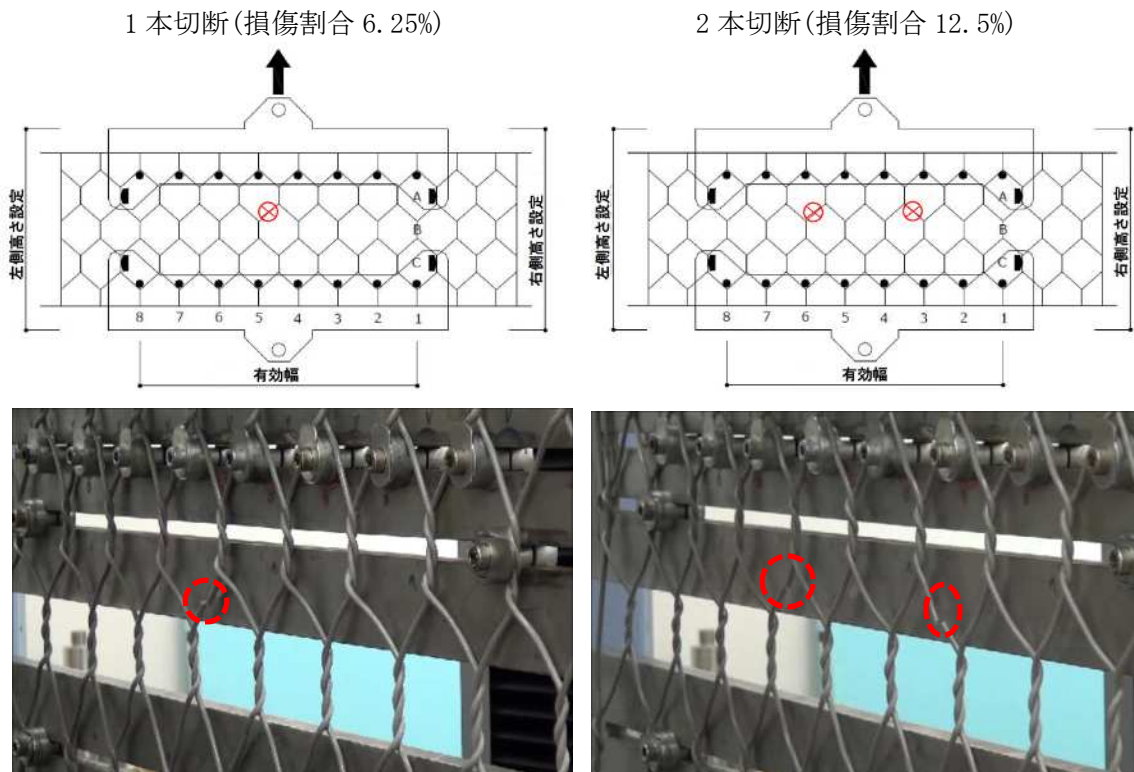 1 本切断(損傷割合 6.25%)
左側高さ設定
右側高さ設定
A
B
C
8 7 6 5 4 3 2 1
有効幅
2 本切断(損傷割合 12.5%)
左側高さ設定
右側高さ設定
A
B
C
8 7 6 5 4 3 2 1
有効幅